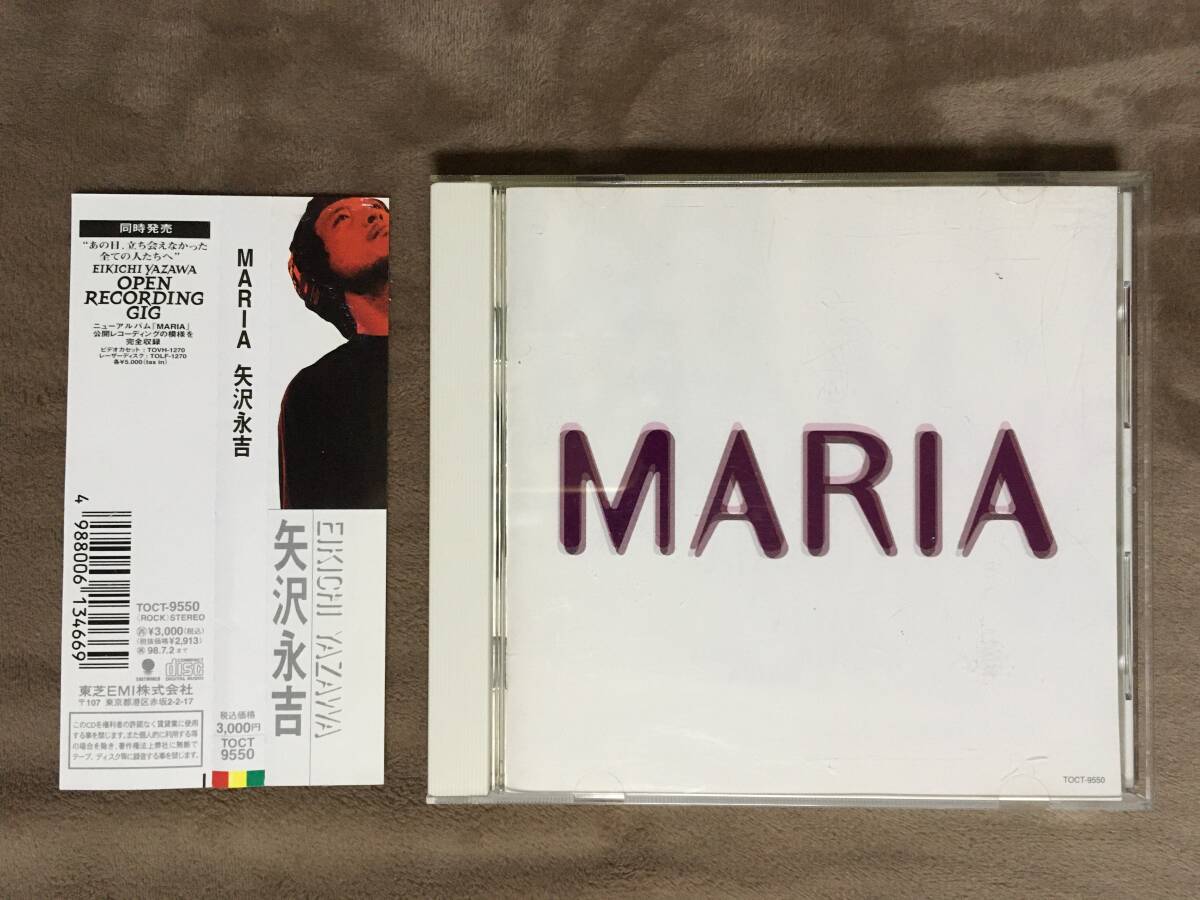 同時発売
“あの日、立ち会えなかった
全ての人たちへ”
EIKICHI YAZAWA
OPEN
RECORDING
GIG
ニューアルバム「MARIA」
公開レコーディングの模様を
完全収録
ビデオカセット：TOVH-1270
レーザーディスク：TOLF-1270
各¥5,000(tax in)
4 988006 134669
TOCT-9550
(ROCK) STEREO
¥3,000(税込)
(税抜価格¥2,913)
98.7.2まで
EASTWORLD
COMPACT
disc
DIGITAL AUDIO
東芝EMI株式会社
〒107 東京都港区赤坂2-2-17
このCDを権利者の許諾なく賃貸業に使用
する事を禁じます。また個人的に利用する等
の場合を除き、著作権法上弊社に無断で
テープ、ディスク等に録音する事を禁じます。
MARIA 矢沢永吉
税込価格
3,000円
TOCT
9550
矢沢永吉
EIKICHI YAZAWA
MARIA
TOCT-9550